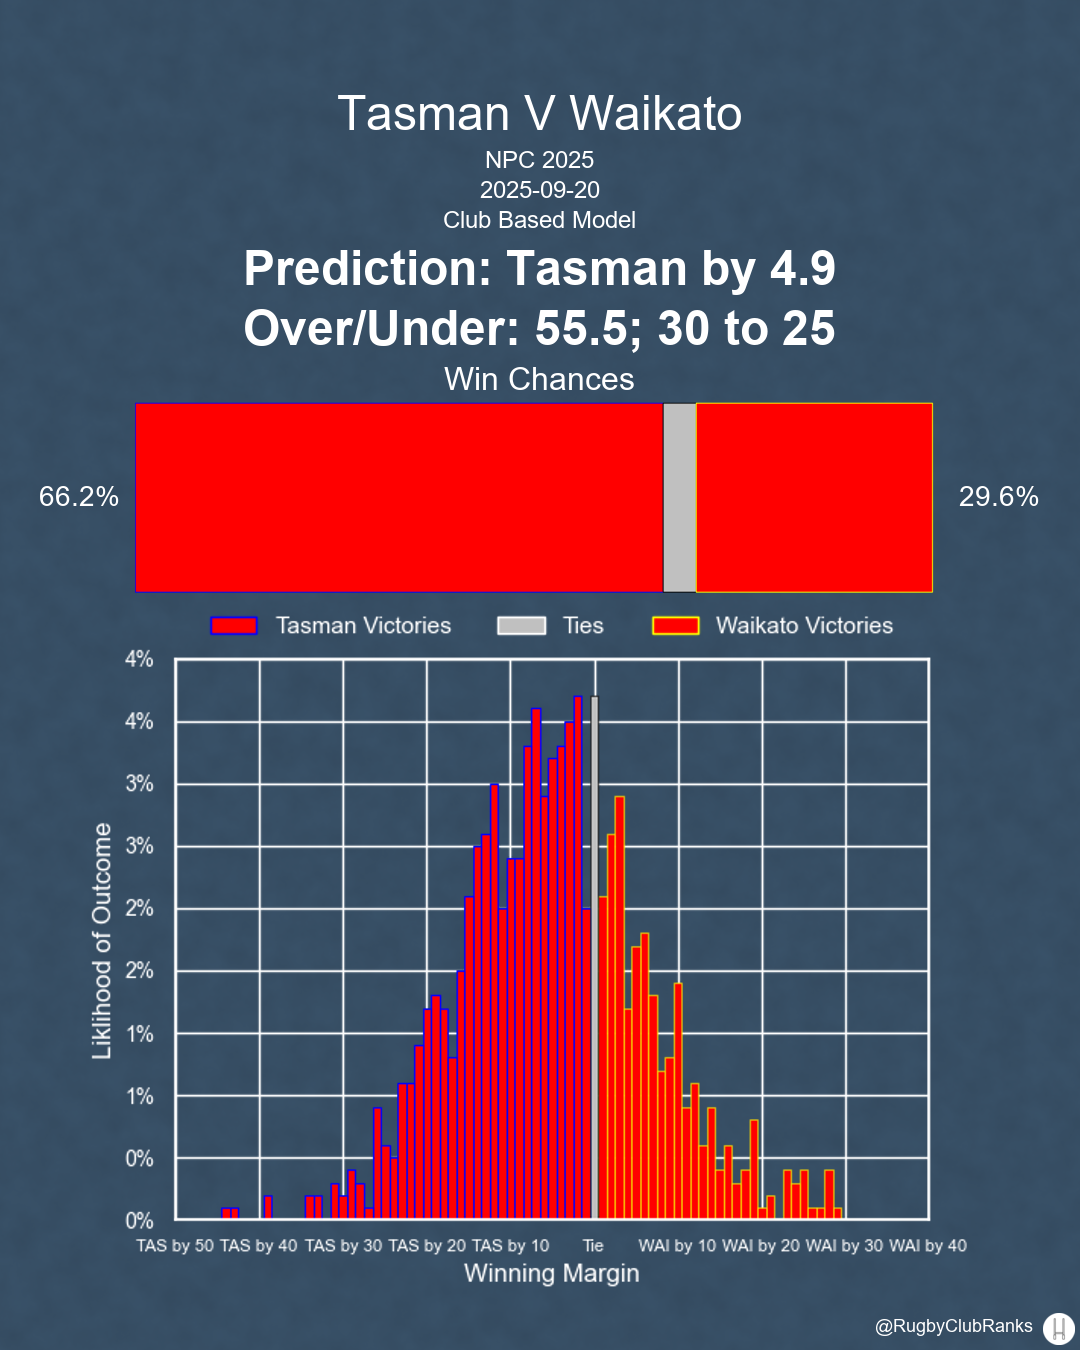 Tasman V Waikato
NPC 2025
2025-09-20
Club Based Model
Prediction: Tasman by 4.9
Over/Under: 55.5; 30 to 25
Win Chances
66.2%
29.6%
Tasman Victories
Ties
Waikato Victories
4%
4%
3%
3%
2%
2%
1%
1%
0%
0%
Liklihood of Outcome
TAS by 50 TAS by 40 TAS by 30 TAS by 20 TAS by 10 Tie WAI by 10 WAI by 20 WAI by 30 WAI by 40
Winning Margin
@RugbyClubRanks